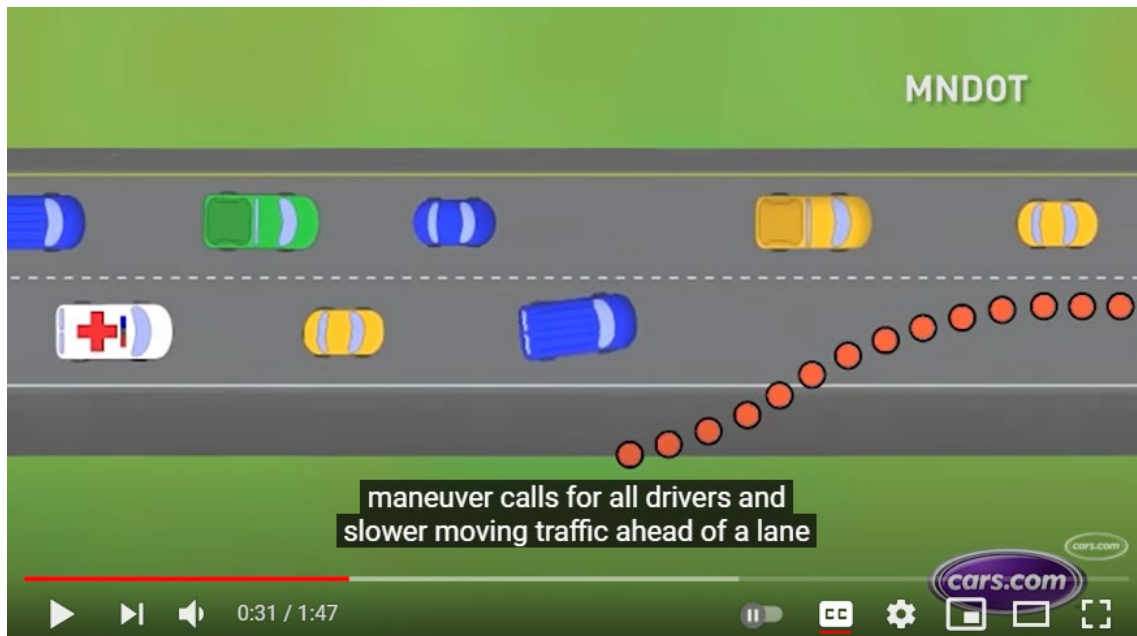 MNDOT
maneuver calls for all drivers and
slower moving traffic ahead of a lane
cars.com
cars.com
0:31 / 1:47
CC